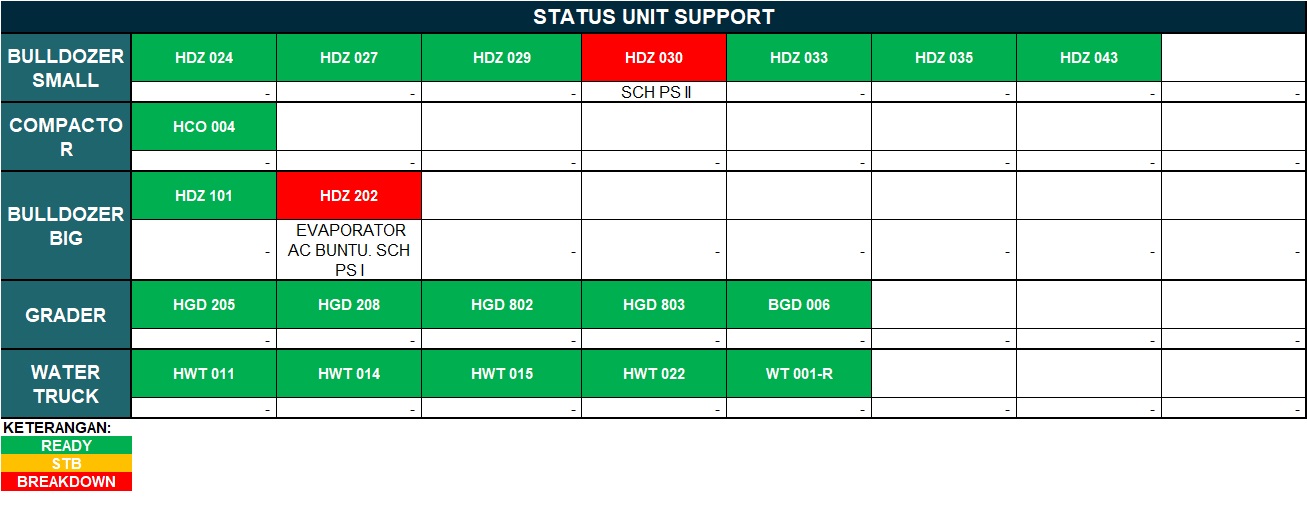 STATUS UNIT SUPPORT
BULLDOZER
SMALL
HDZ 024 HDZ 027 HDZ 029 HDZ 030 HDZ 033 HDZ 035 HDZ 043
- - - SCH PS II - - - -
COMPACTO
R
HCO 004
- - - - - - - -
BULLDOZER
BIG
HDZ 101 HDZ 202
- EVAPORATOR
AC BUNTU. SCH
PS I
- - - - - -
GRADER
HGD 205 HGD 208 HGD 802 HGD 803 BGD 006
- - - - - - - -
WATER
TRUCK
HWT 011 HWT 014 HWT 015 HWT 022 WT 001-R
- - - - - - - -
KETERANGAN:
READY
STB
BREAKDOWN